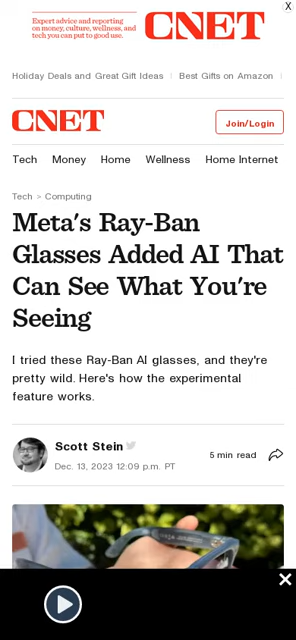 Expert advice and reporting
on money, culture, wellness, and
tech you can put to good use.
CNET
X
Holiday Deals and Great Gift Ideas
Best Gifts on Amazon
CNET
Join/Login
Tech Money Home Wellness Home Internet
Tech > Computing
Meta's Ray-Ban
Glasses Added AI That
Can See What You're
Seeing
I tried these Ray-Ban AI glasses, and they're
pretty wild. Here's how the experimental
feature works.
Scott Stein
Dec. 13, 2023 12:09 p.m. PT
5 min read